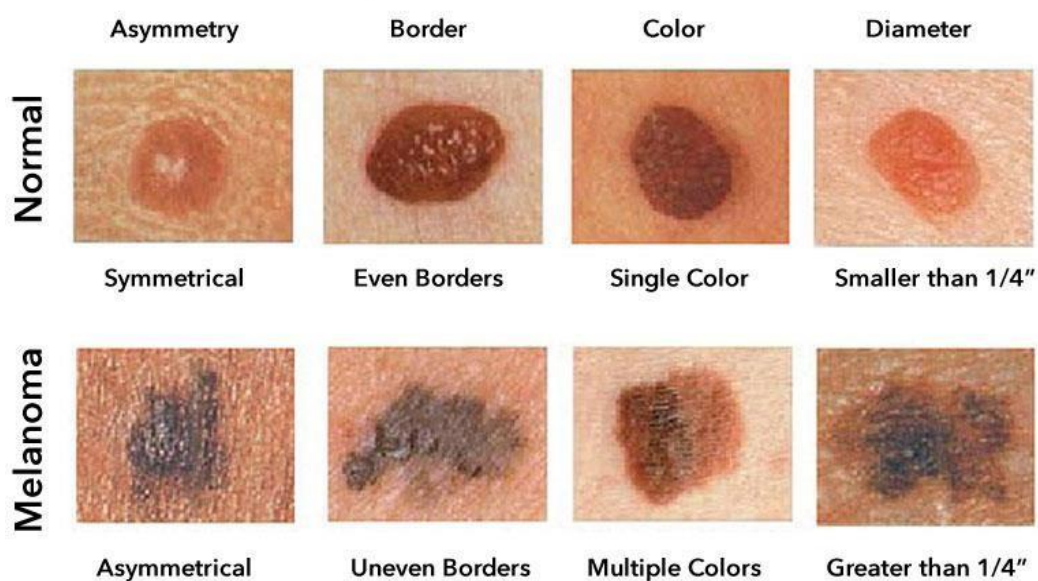 Asymmetry Border Color Diameter
Normal
Symmetrical Even Borders Single Color Smaller than 1/4”
Melanoma
Asymmetrical Uneven Borders Multiple Colors Greater than 1/4”